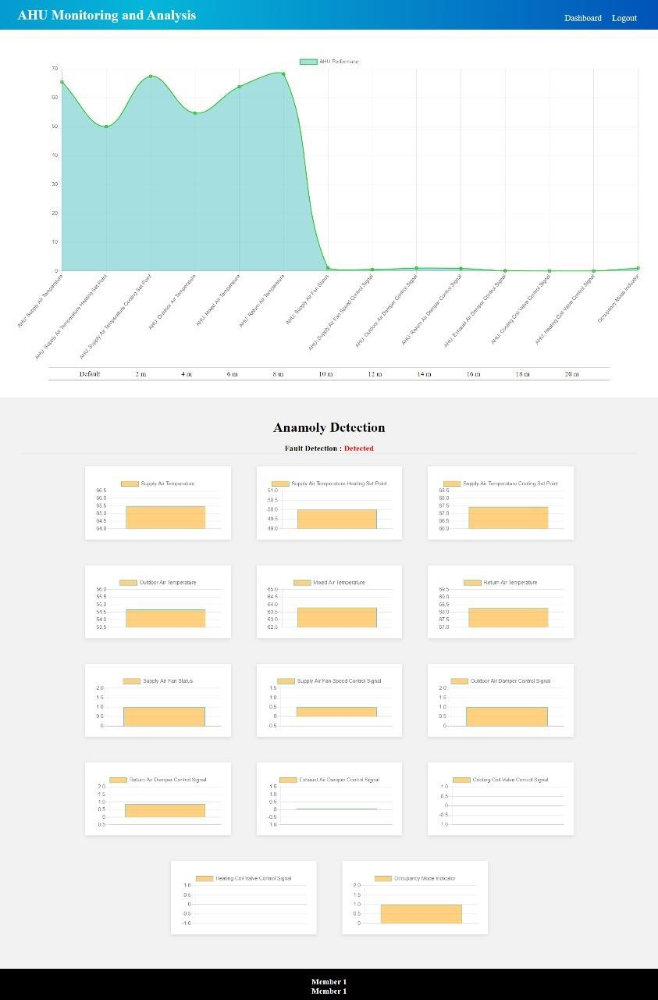 AHU Monitoring and Analysis
Dashboard Logout
AHU Performace
70
60
50
40
30
20
10
0
AHU: Supply Air Temperature
AHU: Supply Air Temperature Heating Set Point
AHU: Supply Air Temperature Cooling Set Point
AHU: Outdoor Air Temperature
AHU: Mixed Air Temperature
AHU: Return Air Temperature
AHU: Supply Air Fan Status
AHU: Supply Air Fan Speed Control Signal
AHU: Outdoor Air Damper Control Signal
AHU: Return Air Damper Control Signal
AHU: Exhaust Air Damper Control Signal
AHU: Cooling Coil Valve Control Signal
AHU: Heating Coil Valve Control Signal
Occupancy Mode Indicator
Default 2 m 4 m 6 m 8 m 10 m 12 m 14 m 16 m 18 m 20 m
Anamoly Detection
Fault Detection : Detected
Supply Air Temperature
66.5
66.0
65.5
65.0
64.5
64.0
Supply Air Temperature Heating Set Point
51.0
50.5
50.0
49.5
49.0
Supply Air Temperature Cooling Set Point
68.5
68.0
67.5
67.0
66.5
66.0
Outdoor Air Temperature
56.0
55.5
55.0
54.5
54.0
53.5
Mixed Air Temperature
65.0
64.5
64.0
63.5
63.0
62.5
Return Air Temperature
69.5
69.0
68.5
68.0
67.5
67.0
Supply Air Fan Status
2.0
1.5
1.0
0.5
0
Supply Air Fan Speed Control Signal
1.5
1.0
0.5
0
-0.5
Outdoor Air Damper Control Signal
2.0
1.5
1.0
0.5
0
Return Air Damper Control Signal
2.0
1.5
1.0
0.5
0
0.5
Exhaust Air Damper Control Signal
1.5
1.0
0.5
0
-0.5
1.0
Cooling Coil Valve Control Signal
1.0
0.5
0
-0.5
1.0
Heating Coil Valve Control Signal
1.0
0.5
0
-0.5
-1.0
Occupancy Mode Indicator
2.0
1.5
1.0
0.5
0
Member 1
Member 1